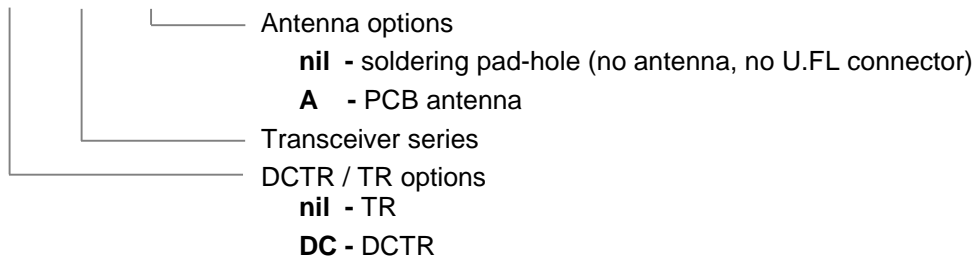 Antenna options
nil - soldering pad-hole (no antenna, no U.FL connector)
A - PCB antenna
Transceiver series
DCTR / TR options
nil - TR
DC - DCTR